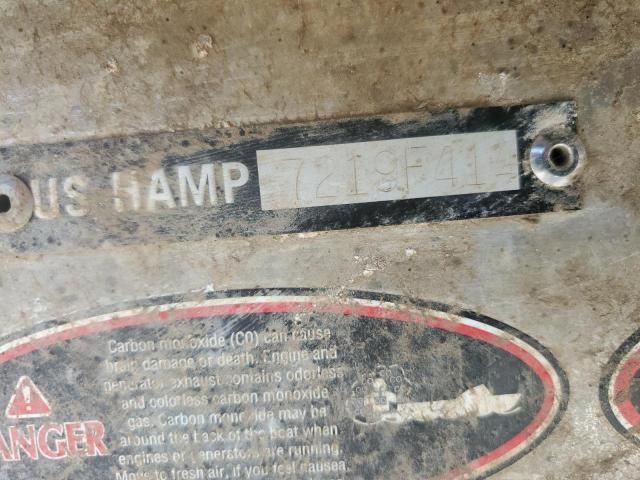 US HAMP 7219F414
Carbon monoxide (CO) can cause
brain damage or death. Engine and
generator exhaust contains odorless
and colorless carbon monoxide
gas. Carbon monoxide may be
around the back of the boat when
engines or generators are running.
Move to fresh air, if you feel nausea,
ANGER